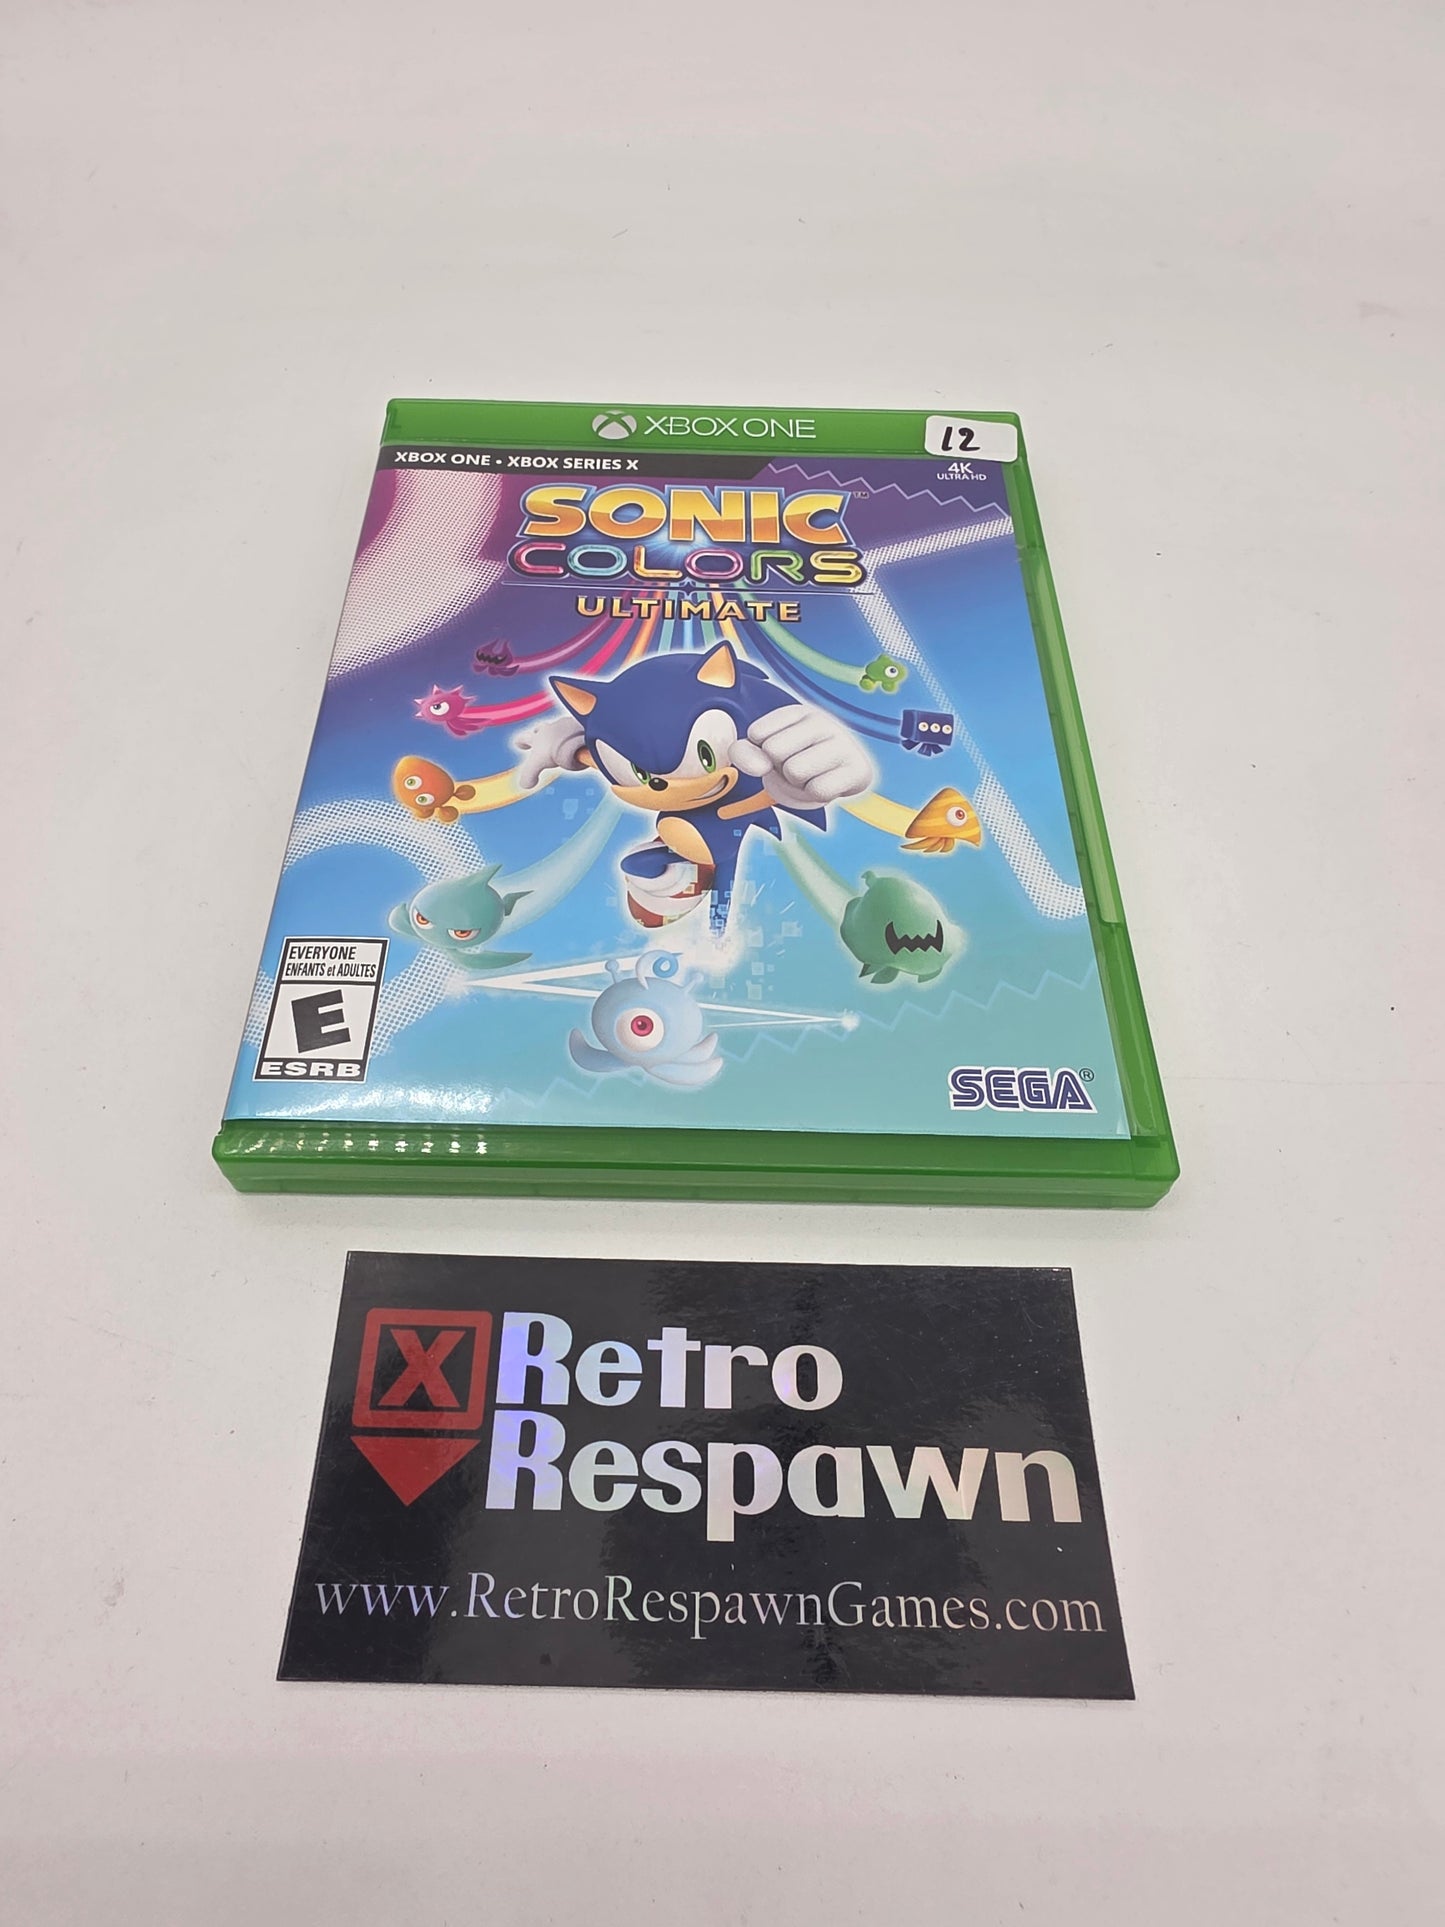 XBOX ONE
12
XBOX ONE • XBOX SERIES X
4K
ULTRA HD
SONIC™
COLORS
ULTIMATE
EVERYONE
ENFANTS et ADULTES
E
ESRB
SEGA®
X Retro
Respawn
www.RetroRespawnGames.com